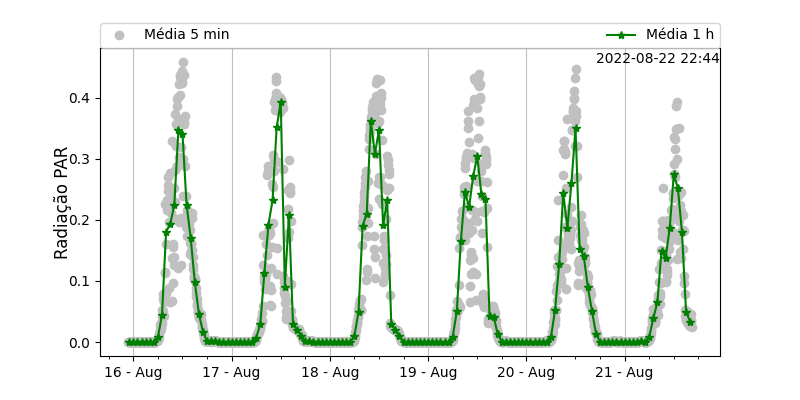 Média 5 min
Média 1 h
2022-08-22 22:44
Radiação PAR
0.4
0.3
0.2
0.1
0.0
16 - Aug
17 - Aug
18 - Aug
19 - Aug
20 - Aug
21 - Aug